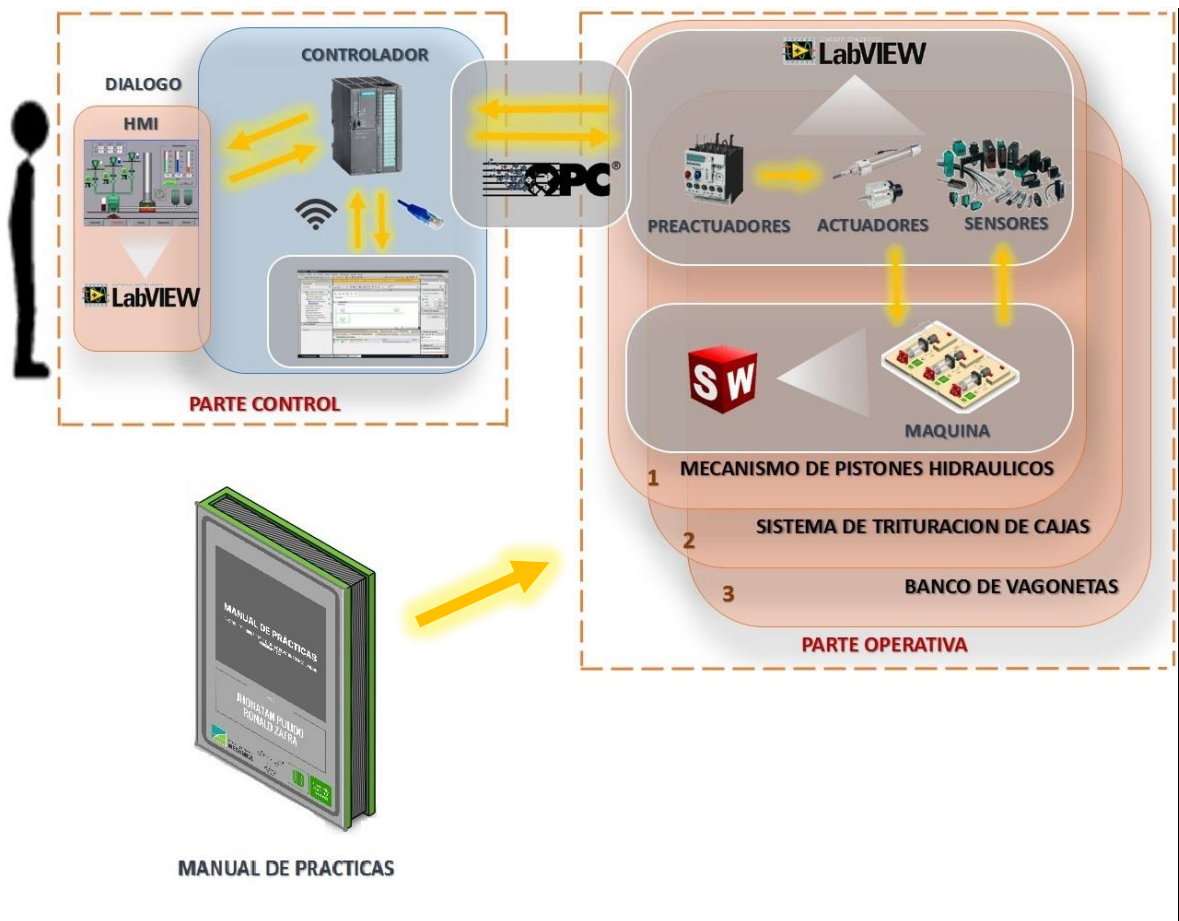 CONTROLADOR
DIALOGO
HMI
LabVIEW
PARTE CONTROL
OPC®
LabVIEW
PREACTUADORES
ACTUADORES
SENSORES
SW
MAQUINA
1
MECANISMO DE PISTONES HIDRAULICOS
2
SISTEMA DE TRITURACION DE CAJAS
3
BANCO DE VAGONETAS
PARTE OPERATIVA
MANUAL DE PRÁCTICAS
JHONATAN PULIDO
RONALD ZAFRA
MANUAL DE PRACTICAS